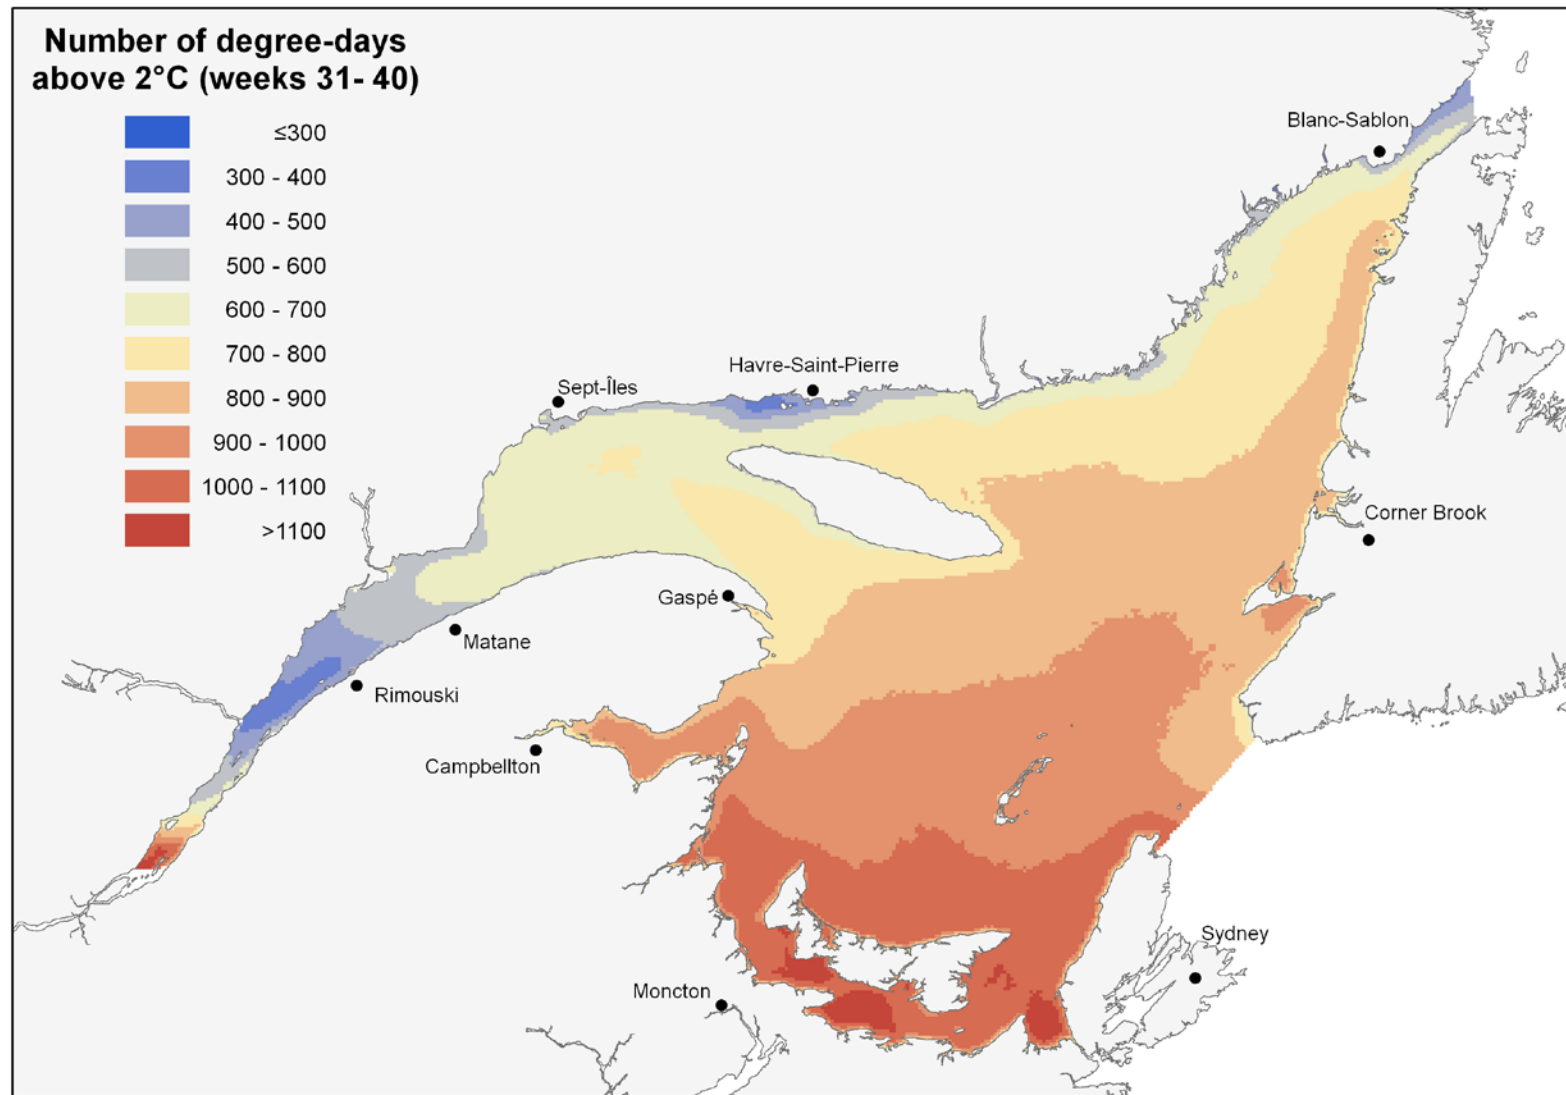 Number of degree-days
above 2°C (weeks 31- 40)
≤300
300 - 400
400 - 500
500 - 600
600 - 700
700 - 800
800 - 900
900 - 1000
1000 - 1100
>1100
Blanc-Sablon
Havre-Saint-Pierre
Sept-Îles
Corner Brook
Gaspé
Matane
Rimouski
Campbellton
Sydney
Moncton